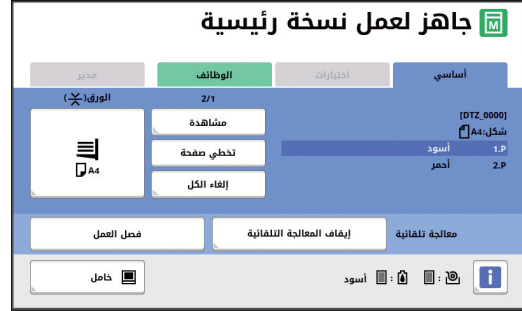 جاهز لعمل نسخة رئيسية
أساسي
اختيارات
الوظائف
مدير
[DTZ_0000]
شكل:A4
1.P أسود
2.P أحمر
2/1
مشاهدة
تخطي صفحة
إلغاء الكل
الورق()
A4
معالجة تلقائية
إيقاف المعالجة التلقائية
فصل العمل
i
أسود
خامل